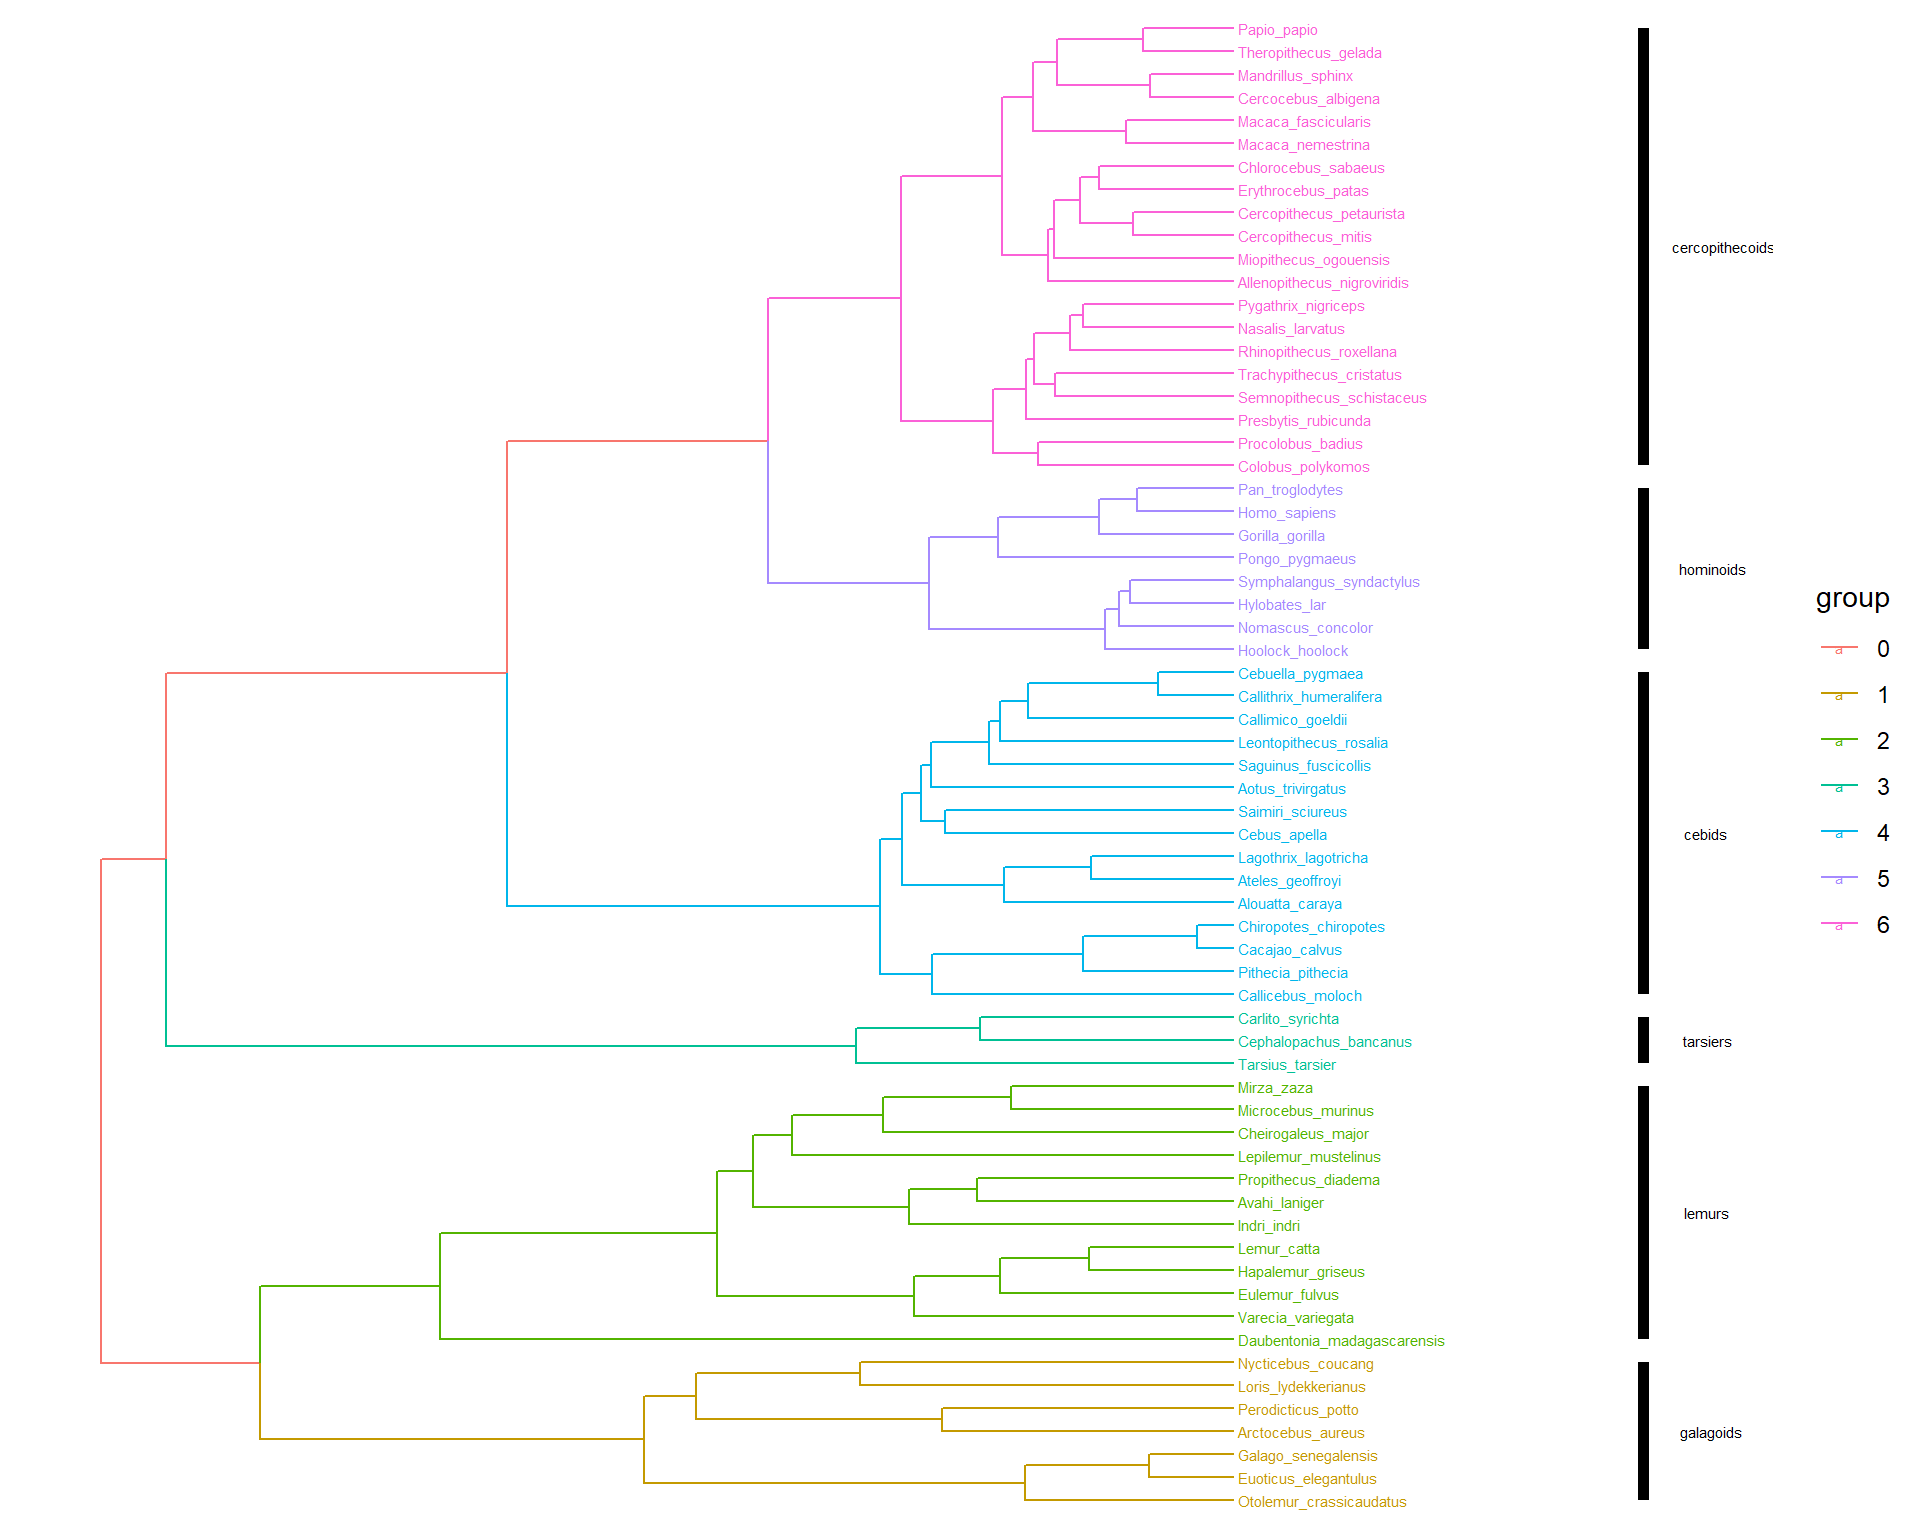 Papio_papio
Theropithecus_gelada
Mandrillus_sphinx
Cercocebus_albigena
Macaca_fascicularis
Macaca_nemestrina
Chlorocebus_sabaeus
Erythrocebus_patas
Cercopithecus_petaurista
Cercopithecus_mitis
Miopithecus_ogouensis
Allenopithecus_nigroviridis
Pygathrix_nigriceps
Nasalis_larvatus
Rhinopithecus_roxellana
Trachypithecus_cristatus
Semnopithecus_schistaceus
Presbytis_rubicunda
Procolobus_badius
Colobus_polykomos
Pan_troglodytes
Homo_sapiens
Gorilla_gorilla
Pongo_pygmaeus
Symphalangus_syndactylus
Hylobates_lar
Nomascus_concolor
Hoolock_hoolock
Cebuella_pygmaea
Callithrix_humeralifera
Callimico_goeldii
Leontopithecus_rosalia
Saguinus_fuscicollis
Aotus_trivirgatus
Saimiri_sciureus
Cebus_apella
Lagothrix_lagotricha
Ateles_geoffroyi
Alouatta_caraya
Chiropotes_chiropotes
Cacajao_calvus
Pithecia_pithecia
Callicebus_moloch
Carlito_syrichta
Cephalopachus_bancanus
Tarsius_tarsier
Mirza_zaza
Microcebus_murinus
Cheirogaleus_major
Lepilemur_mustelinus
Propithecus_diadema
Avahi_laniger
Indri_indri
Lemur_catta
Hapalemur_griseus
Eulemur_fulvus
Varecia_variegata
Daubentonia_madagascarensis
Nycticebus_coucang
Loris_lydekkerianus
Perodicticus_potto
Arctocebus_aureus
Galago_senegalensis
Euoticus_elegantulus
Otolemur_crassicaudatus
cercopithecoids
hominoids
cebids
tarsiers
lemurs
galagoids
group
a 0
a 1
a 2
a 3
a 4
a 5
a 6